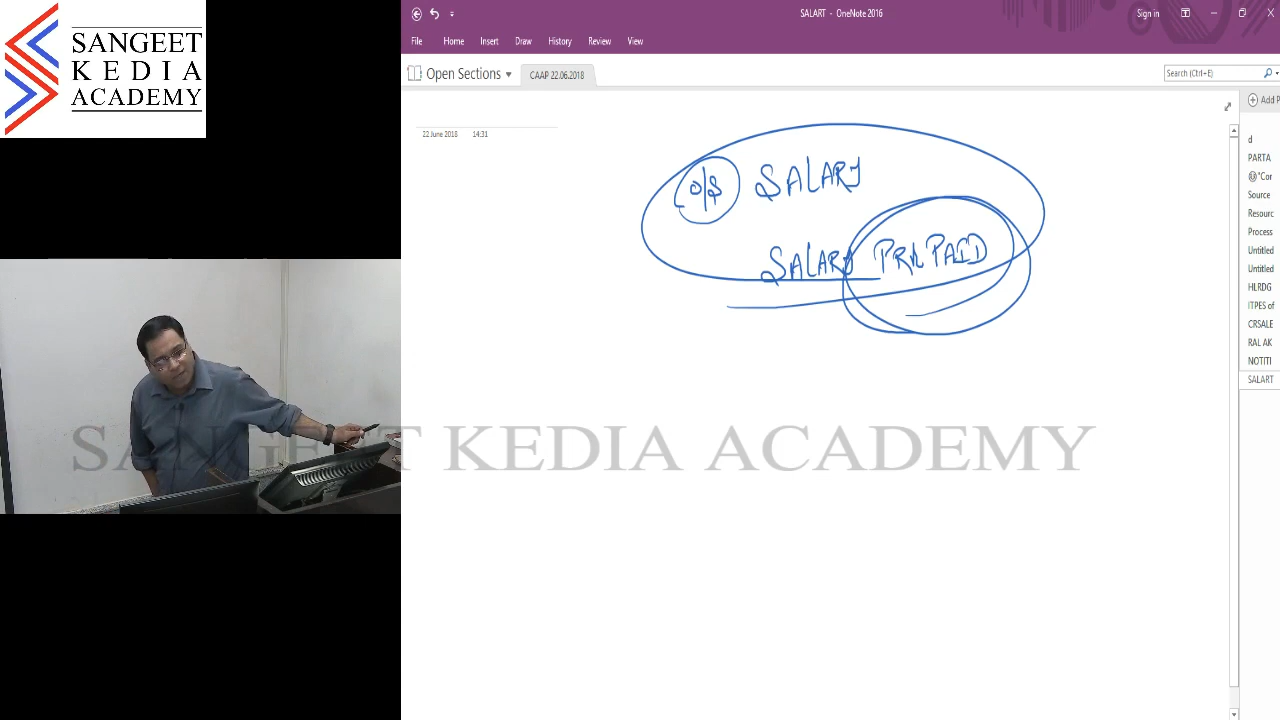 SANGEET
KEDIA
ACADEMY
SALART - OneNote 2016
Sign in
File Home Insert Draw History Review View
Open Sections
CAAP 22.06.2018
Search (Ctrl+E)
Add P
22 June 2018 14:31
O/S SALARY
SALARY PREPAID
d
PARTA
"Cor
Source
Resourc
Process
Untitled
Untitled
HLRDG
ITPES of
CRSALE
RAL AK
NOTITI
SALART
SANGEET KEDIA ACADEMY